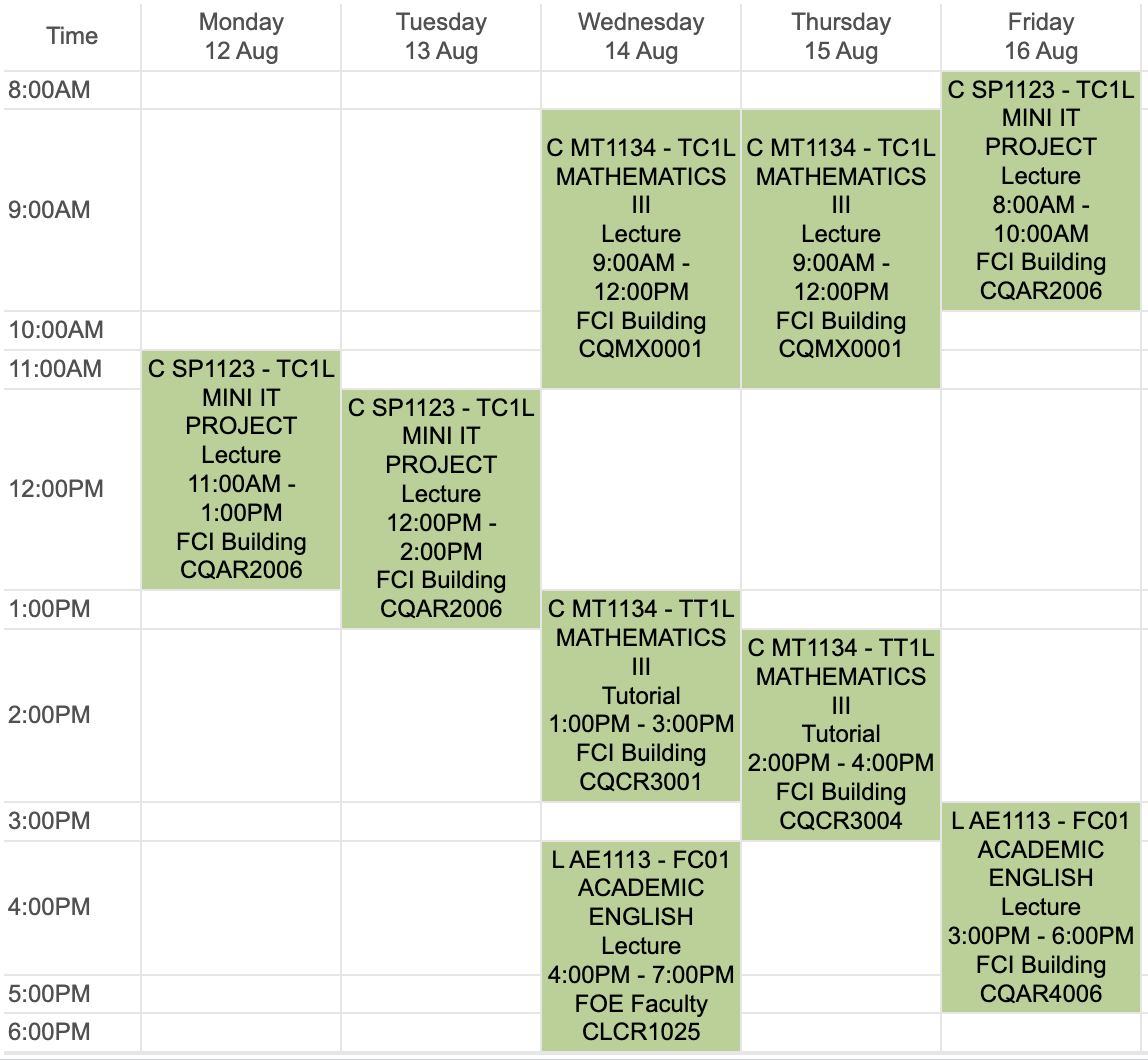 Time
Monday
12 Aug
Tuesday
13 Aug
Wednesday
14 Aug
Thursday
15 Aug
Friday
16 Aug
8:00AM
9:00AM
10:00AM
11:00AM
12:00PM
1:00PM
2:00PM
3:00PM
4:00PM
5:00PM
6:00PM
C SP1123 - TC1L
MINI IT
PROJECT
Lecture
11:00AM -
1:00PM
FCI Building
CQAR2006
C SP1123 - TC1L
MINI IT
PROJECT
Lecture
12:00PM -
2:00PM
FCI Building
CQAR2006
C MT1134 - TC1L
MATHEMATICS
III
Lecture
9:00AM -
12:00PM
FCI Building
CQMX0001
C MT1134 - TT1L
MATHEMATICS
III
Tutorial
1:00PM - 3:00PM
FCI Building
CQCR3001
L AE1113 - FC01
ACADEMIC
ENGLISH
Lecture
4:00PM - 7:00PM
FOE Faculty
CLCR1025
C MT1134 - TC1L
MATHEMATICS
III
Lecture
9:00AM -
12:00PM
FCI Building
CQMX0001
C MT1134 - TT1L
MATHEMATICS
III
Tutorial
2:00PM - 4:00PM
FCI Building
CQCR3004
C SP1123 - TC1L
MINI IT
PROJECT
Lecture
8:00AM -
10:00AM
FCI Building
CQAR2006
L AE1113 - FC01
ACADEMIC
ENGLISH
Lecture
3:00PM - 6:00PM
FCI Building
CQAR4006